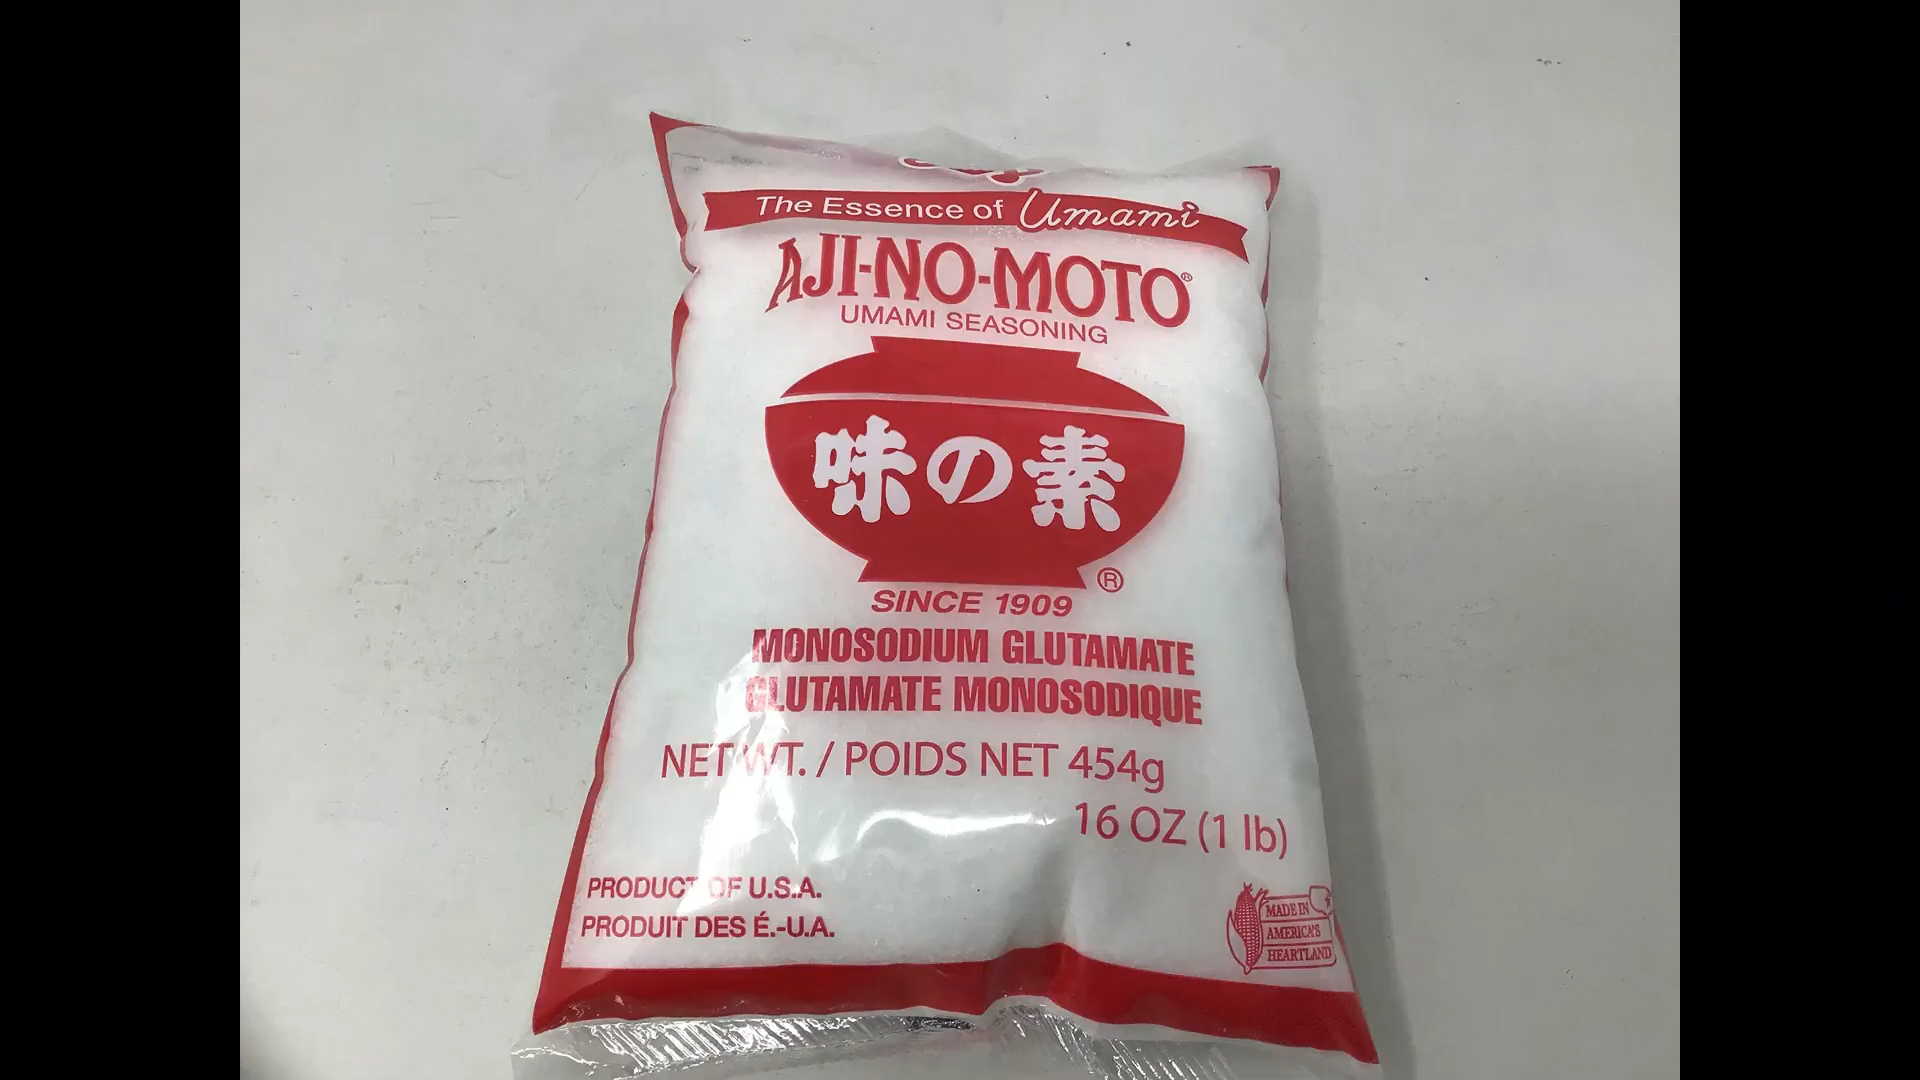 The Essence of Umami
AJI-NO-MOTO®
UMAMI SEASONING
味の素
®
SINCE 1909
MONOSODIUM GLUTAMATE
GLUTAMATE MONOSODIQUE
NET WT. / POIDS NET 454g
16 OZ (1 lb)
PRODUCT OF U.S.A.
PRODUIT DES É.-U.A.
MADE IN
AMERICA'S
HEARTLAND